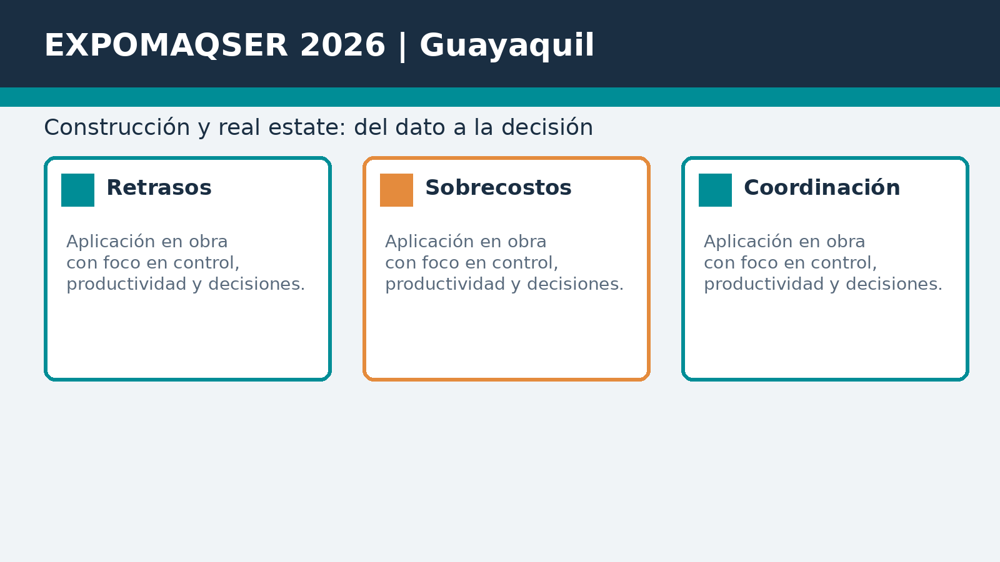 EXPOMAQSER 2026 | Guayaquil
Construcción y real estate: del dato a la decisión
Retrasos
Aplicación en obra
con foco en control,
productividad y decisiones.
Sobrecostos
Aplicación en obra
con foco en control,
productividad y decisiones.
Coordinación
Aplicación en obra
con foco en control,
productividad y decisiones.